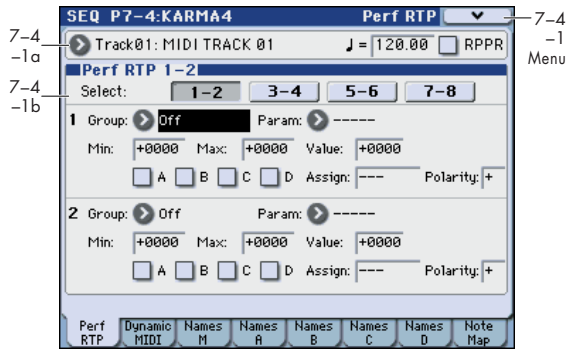 SEQ P7-4:KARMA4 Perf RTP
7-4
-1
Menu
7-4
-1a
Track01: MIDI TRACK 01 ♩= 120.00 RPPR
Perf RTP 1-2
7-4
-1b
Select: 1-2 3-4 5-6 7-8
1 Group: Off Param: -----
Min: +0000 Max: +0000 Value: +0000
A B C D Assign: --- Polarity: +
2 Group: Off Param: -----
Min: +0000 Max: +0000 Value: +0000
A B C D Assign: --- Polarity: +
Perf RTP Dynamic MIDI Names M Names A Names B Names C Names D Note Map